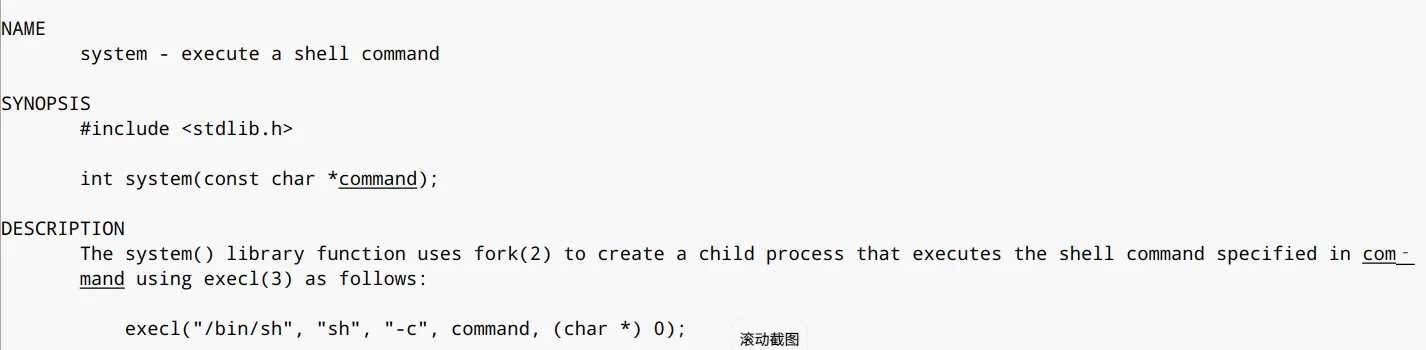 NAME
system - execute a shell command
SYNOPSIS
#include <stdlib.h>
int system(const char *command);
DESCRIPTION
The system() library function uses fork(2) to create a child process that executes the shell command specified in com-
mand using execl(3) as follows:
execl("/bin/sh", "sh", "-c", command, (char *) 0);
滚动截图